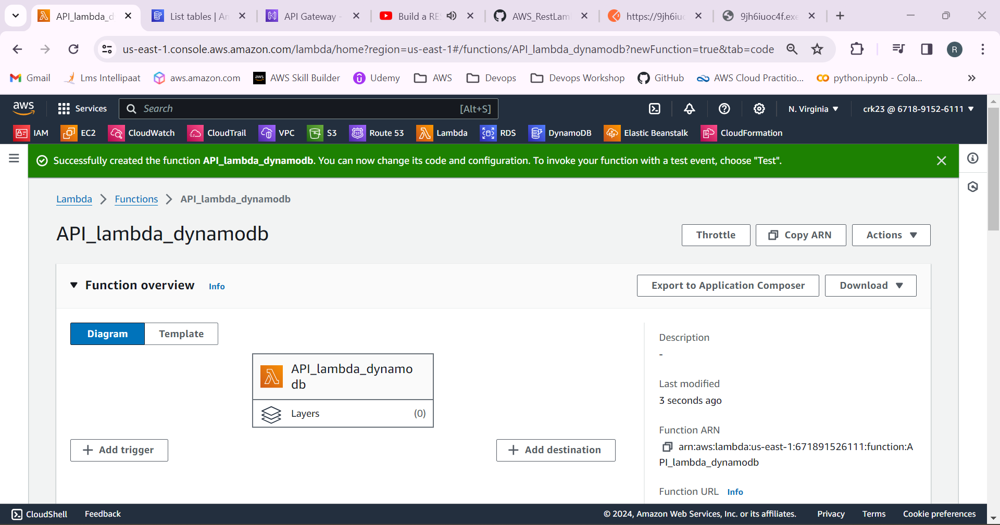 API_lambda_d
List tables | An
API Gateway -
Build a RES
AWS_RestLam
https://9jh6iuo
9jh6iuoc4f.exe
us-east-1.console.aws.amazon.com/lambda/home?region=us-east-1#/functions/API_lambda_dynamodb?newFunction=true&tab=code
R
Gmail
Lms Intellipaat
aws.amazon.com
aws
AWS Skill Builder
Udemy
AWS
Devops
Devops Workshop
GitHub
AWS Cloud Practitio...
python.ipynb - Cola...
aws
Services
Search
[Alt+S]
N. Virginia
crk23 @ 6718-9152-6111
IAM
EC2
CloudWatch
CloudTrail
VPC
S3
Route 53
Lambda
RDS
DynamoDB
Elastic Beanstalk
CloudFormation
Successfully created the function API_lambda_dynamodb. You can now change its code and configuration. To invoke your function with a test event, choose "Test".
Lambda
Functions
API_lambda_dynamodb
API_lambda_dynamodb
Throttle
Copy ARN
Actions
Function overview
Info
Export to Application Composer
Download
Diagram
Template
API_lambda_dynamo
db
Layers
(0)
Add trigger
Add destination
Description
-
Last modified
3 seconds ago
Function ARN
arn:aws:lambda:us-east-1:671891526111:function:A
PI_lambda_dynamodb
Function URL
Info
CloudShell
Feedback
© 2024, Amazon Web Services, Inc. or its affiliates.
Privacy
Terms
Cookie preferences